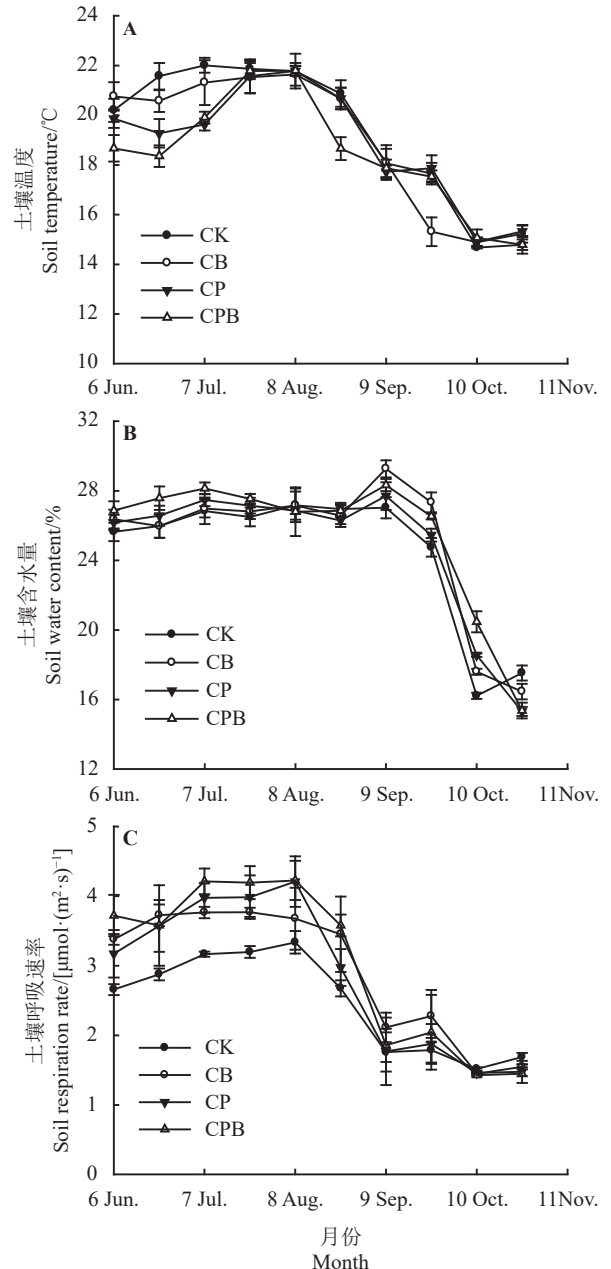 22
A
20
18
16
14
12
10
土壤温度/℃
Soil temperature/℃
CK
CB
CP
CPB
6 Jun.
7 Jul.
8 Aug.
9 Sep.
10 Oct.
11Nov.
32
B
28
24
20
16
12
土壤含水量/%
Soil water content/%
CK
CB
CP
CPB
6 Jun.
7 Jul.
8 Aug.
9 Sep.
10 Oct.
11Nov.
5
C
4
3
2
1
0
土壤呼吸速率
Soil respiration rate/[μmol·(m²·s)⁻¹]
CK
CB
CP
CPB
6 Jun.
7 Jul.
8 Aug.
9 Sep.
10 Oct.
11Nov.
月份
Month